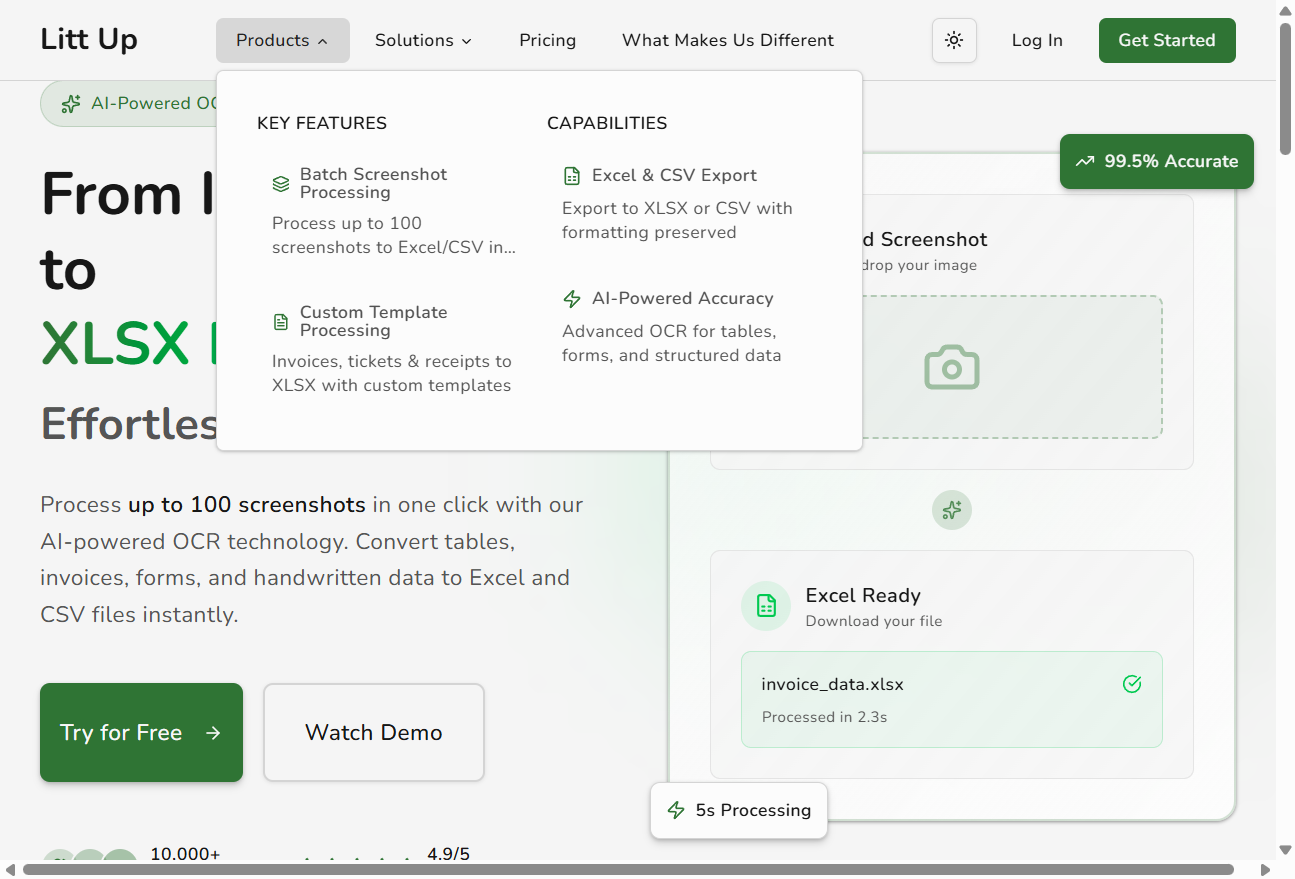 Litt Up
Products
Solutions
Pricing
What Makes Us Different
Log In
Get Started
AI-Powered
KEY FEATURES
Batch Screenshot
Processing
Process up to 100
screenshots to Excel/CSV in...
Custom Template
Processing
Invoices, tickets & receipts to
XLSX with custom templates
CAPABILITIES
Excel & CSV Export
Export to XLSX or CSV with
formatting preserved
AI-Powered Accuracy
Advanced OCR for tables,
forms, and structured data
From
to
XLSX
Process up to 100 screenshots in one click with our
AI-powered OCR technology. Convert tables,
invoices, forms, and handwritten data to Excel and
CSV files instantly.
Try for Free
Watch Demo
10,000+
4.9/5
99.5% Accurate
Screenshot
drop your image
Excel Ready
Download your file
invoice_data.xlsx
Processed in 2.3s
5s Processing